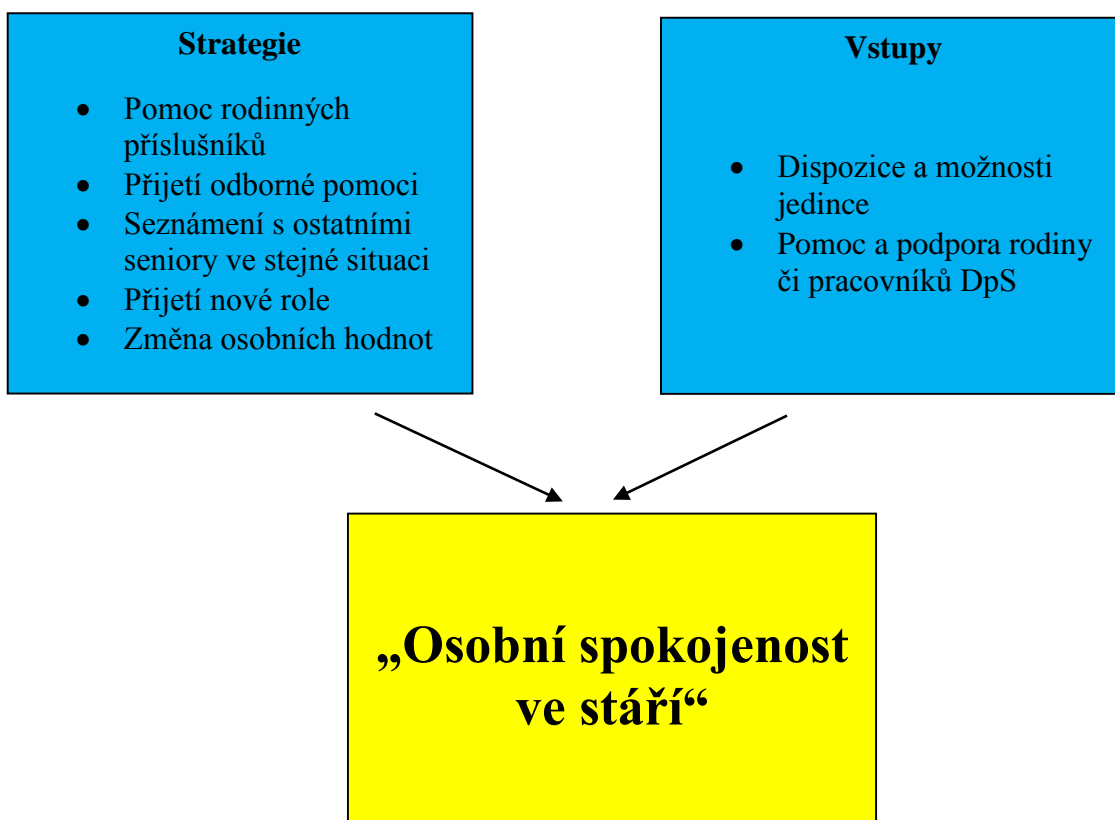 Strategie
• Pomoc rodinných
příslušníků
• Přijetí odborné pomoci
• Seznámení s ostatními
seniory ve stejné situaci
• Přijetí nové role
• Změna osobních hodnot
Vstupy
• Dispozice a možnosti
jedince
• Pomoc a podpora rodiny
či pracovníků DpS
„Osobní spokojenost
ve stáří“